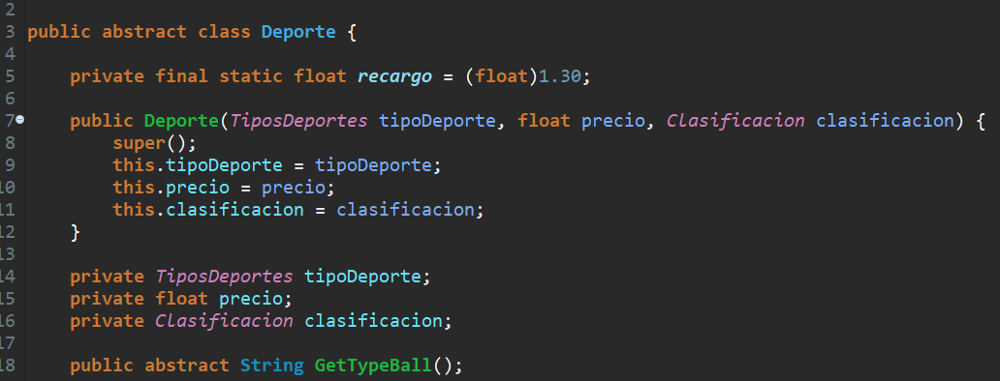 2
3 public abstract class Deporte {
4
5 private final static float recargo = (float)1.30;
6
7 public Deporte(TiposDeportes tipoDeporte, float precio, Clasificacion clasificacion) {
8 super();
9 this.tipoDeporte = tipoDeporte;
10 this.precio = precio;
11 this.clasificacion = clasificacion;
12 }
13
14 private TiposDeportes tipoDeporte;
15 private float precio;
16 private Clasificacion clasificacion;
17
18 public abstract String GetTypeBall();